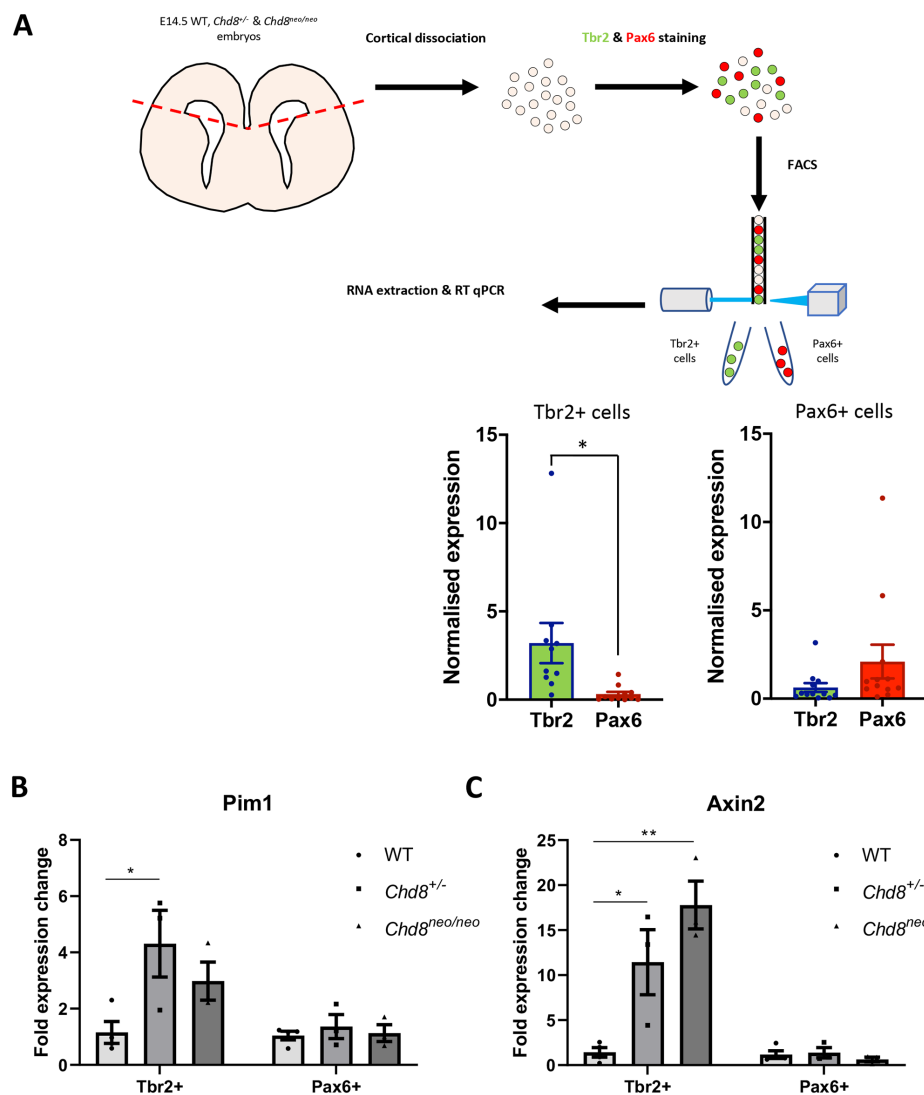 A
E14.5 WT, Chd8+/- & Chd8neo/neo
embryos
Cortical dissociation
Tbr2 & Pax6 staining
FACS
RNA extraction & RT qPCR
Tbr2+
cells
Pax6+
cells
Tbr2+ cells
Normalised expression
15
10
5
0
*
Tbr2
Pax6
Pax6+ cells
Normalised expression
15
10
5
0
Tbr2
Pax6
B
Pim1
Fold expression change
8
6
4
2
0
*
WT
Chd8+/-
Chd8neo/neo
Tbr2+
Pax6+
C
Axin2
Fold expression change
25
20
15
10
5
0
**
*
WT
Chd8+/-
Chd8neo
Tbr2+
Pax6+